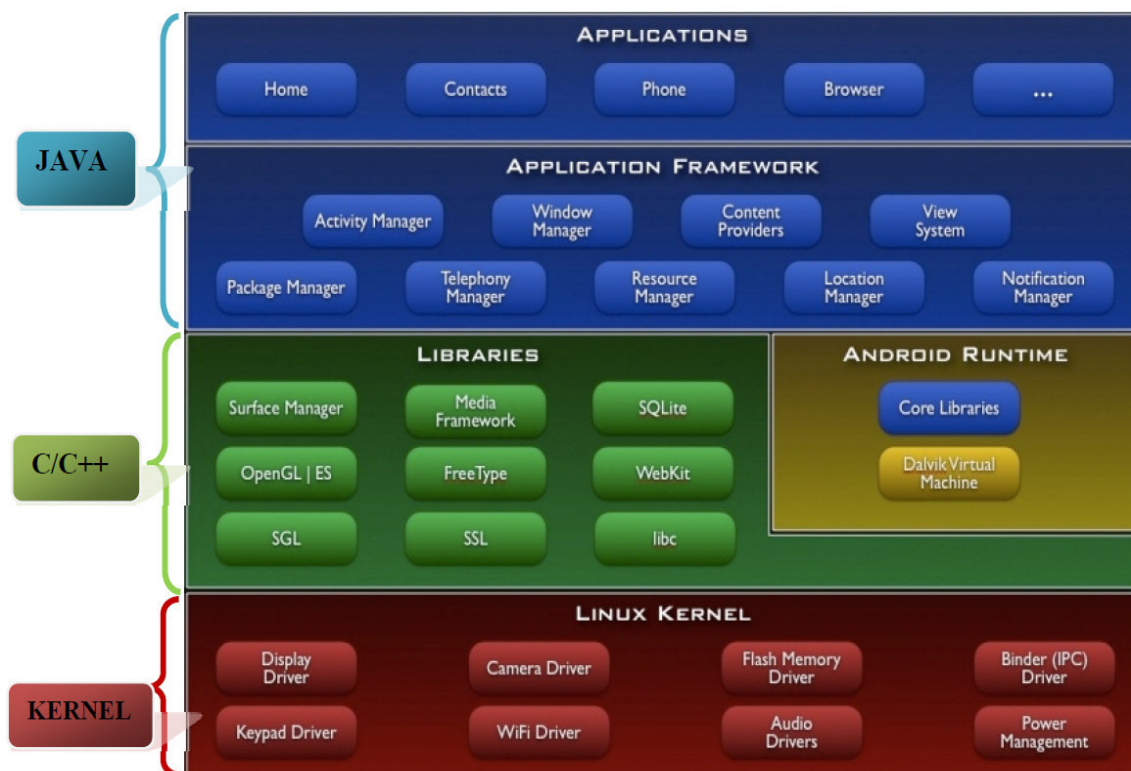 APPLICATIONS
Home
Contacts
Phone
Browser
...
JAVA
APPLICATION FRAMEWORK
Activity Manager
Window
Manager
Content
Providers
View
System
Package Manager
Telephony
Manager
Resource
Manager
Location
Manager
Notification
Manager
LIBRARIES
Surface Manager
Media
Framework
SQLite
OpenGL | ES
FreeType
WebKit
SGL
SSL
libc
ANDROID RUNTIME
Core Libraries
Dalvik Virtual
Machine
C/C++
LINUX KERNEL
Display
Driver
Camera Driver
Flash Memory
Driver
Binder (IPC)
Driver
KERNEL
Keypad Driver
WiFi Driver
Audio
Drivers
Power
Management